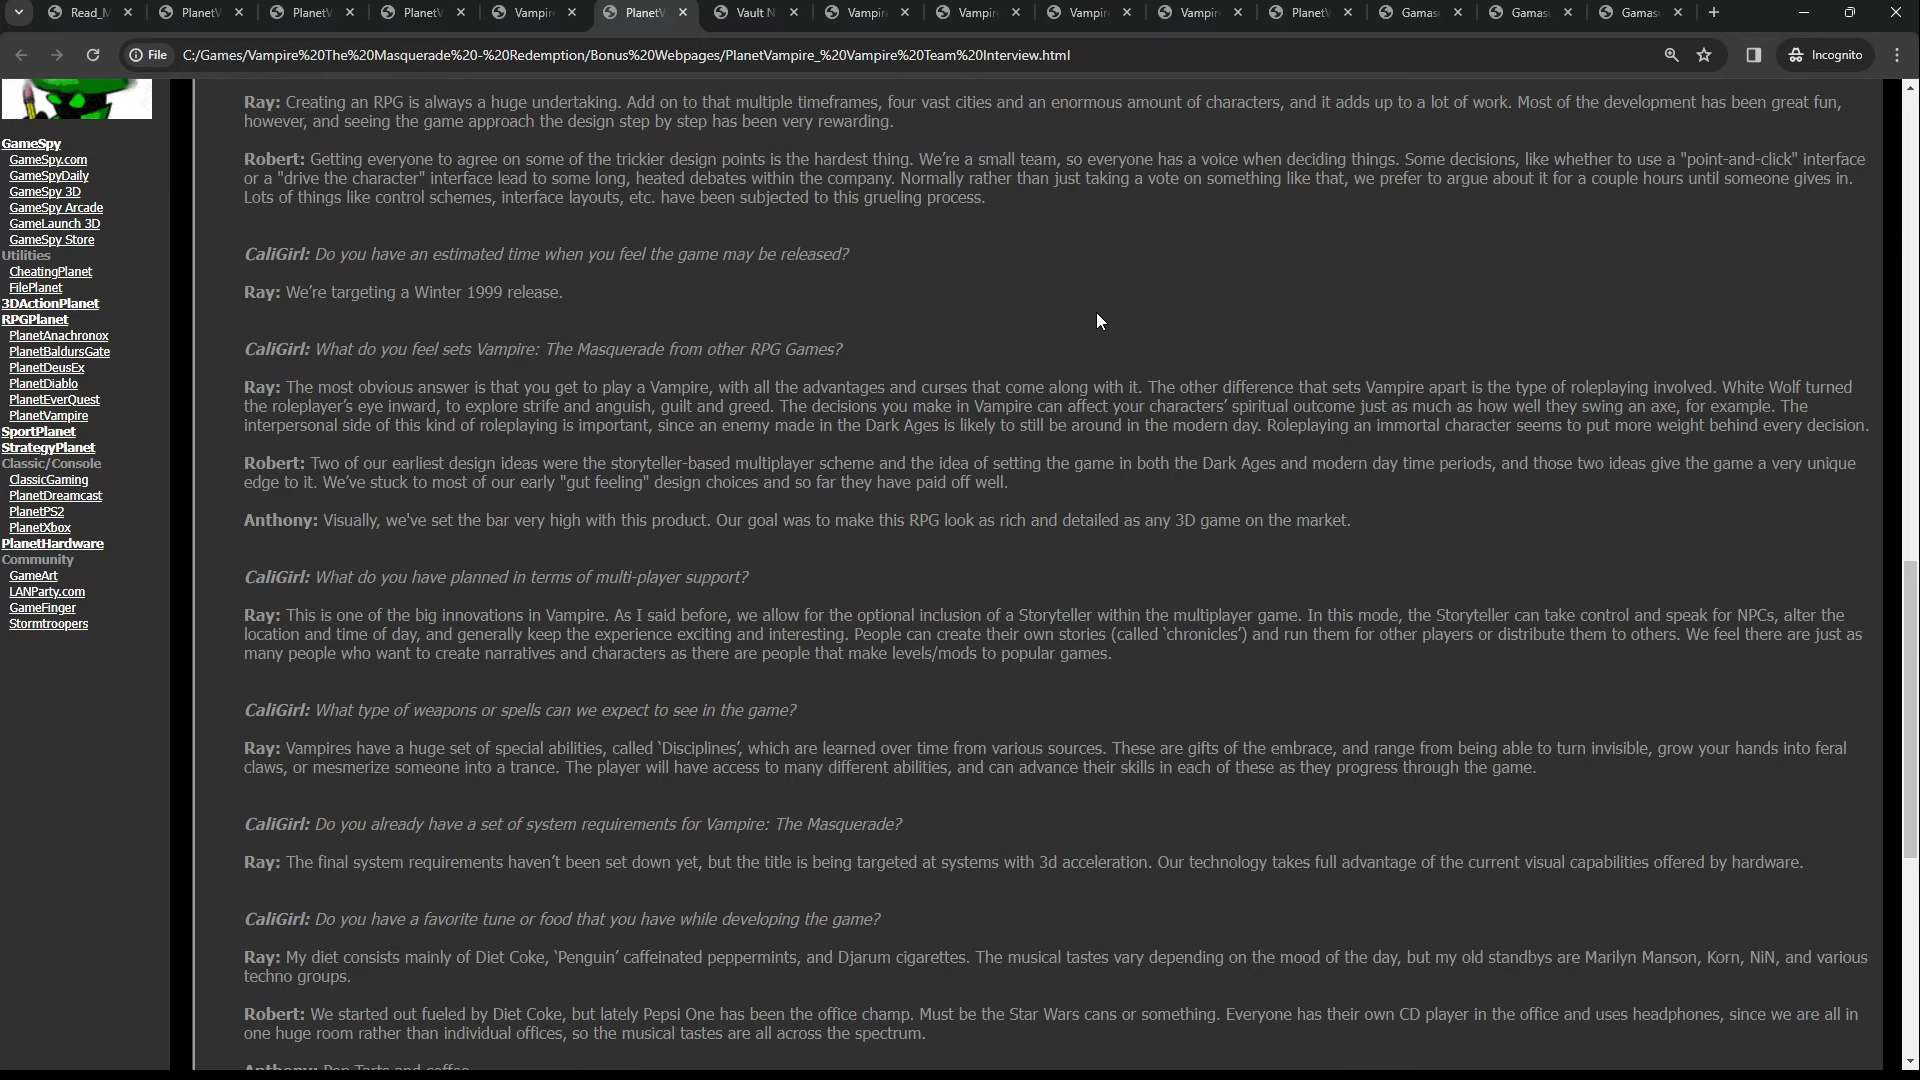 Read_M
PlanetV
PlanetV
PlanetV
Vampir
PlanetV
Vault N
Vampir
Vampir
Vampir
Vampir
PlanetV
Gamas
Gamas
Gamas
File
C:/Games/Vampire%20The%20Masquerade%20-%20Redemption/Bonus%20Webpages/PlanetVampire_%20Vampire%20Team%20Interview.html
Incognito
GameSpy
GameSpy.com
GameSpyDaily
GameSpy 3D
GameSpy Arcade
GameLaunch 3D
GameSpy Store
Utilities
CheatingPlanet
FilePlanet
3DActionPlanet
RPGPlanet
PlanetAnachronox
PlanetBaldursGate
PlanetDeusEx
PlanetDiablo
PlanetEverQuest
PlanetVampire
SportPlanet
StrategyPlanet
Classic/Console
ClassicGaming
PlanetDreamcast
PlanetPS2
PlanetXbox
PlanetHardware
Community
GameArt
LANParty.com
GameFinger
Stormtroopers
Ray: Creating an RPG is always a huge undertaking. Add on to that multiple timeframes, four vast cities and an enormous amount of characters, and it adds up to a lot of work. Most of the development has been great fun,
however, and seeing the game approach the design step by step has been very rewarding.
Robert: Getting everyone to agree on some of the trickier design points is the hardest thing. We're a small team, so everyone has a voice when deciding things. Some decisions, like whether to use a "point-and-click" interface
or a "drive the character" interface lead to some long, heated debates within the company. Normally rather than just taking a vote on something like that, we prefer to argue about it for a couple hours until someone gives in.
Lots of things like control schemes, interface layouts, etc. have been subjected to this grueling process.
CaliGirl: Do you have an estimated time when you feel the game may be released?
Ray: We're targeting a Winter 1999 release.
CaliGirl: What do you feel sets Vampire: The Masquerade from other RPG Games?
Ray: The most obvious answer is that you get to play a Vampire, with all the advantages and curses that come along with it. The other difference that sets Vampire apart is the type of roleplaying involved. White Wolf turned
the roleplayer's eye inward, to explore strife and anguish, guilt and greed. The decisions you make in Vampire can affect your characters' spiritual outcome just as much as how well they swing an axe, for example. The
interpersonal side of this kind of roleplaying is important, since an enemy made in the Dark Ages is likely to still be around in the modern day. Roleplaying an immortal character seems to put more weight behind every decision.
Robert: Two of our earliest design ideas were the storyteller-based multiplayer scheme and the idea of setting the game in both the Dark Ages and modern day time periods, and those two ideas give the game a very unique
edge to it. We've stuck to most of our early "gut feeling" design choices and so far they have paid off well.
Anthony: Visually, we've set the bar very high with this product. Our goal was to make this RPG look as rich and detailed as any 3D game on the market.
CaliGirl: What do you have planned in terms of multi-player support?
Ray: This is one of the big innovations in Vampire. As I said before, we allow for the optional inclusion of a Storyteller within the multiplayer game. In this mode, the Storyteller can take control and speak for NPCs, alter the
location and time of day, and generally keep the experience exciting and interesting. People can create their own stories (called 'chronicles') and run them for other players or distribute them to others. We feel there are just as
many people who want to create narratives and characters as there are people that make levels/mods to popular games.
CaliGirl: What type of weapons or spells can we expect to see in the game?
Ray: Vampires have a huge set of special abilities, called 'Disciplines', which are learned over time from various sources. These are gifts of the embrace, and range from being able to turn invisible, grow your hands into feral
claws, or mesmerize someone into a trance. The player will have access to many different abilities, and can advance their skills in each of these as they progress through the game.
CaliGirl: Do you already have a set of system requirements for Vampire: The Masquerade?
Ray: The final system requirements haven't been set down yet, but the title is being targeted at systems with 3d acceleration. Our technology takes full advantage of the current visual capabilities offered by hardware.
CaliGirl: Do you have a favorite tune or food that you have while developing the game?
Ray: My diet consists mainly of Diet Coke, 'Penguin' caffeinated peppermints, and Djarum cigarettes. The musical tastes vary depending on the mood of the day, but my old standbys are Marilyn Manson, Korn, NiN, and various
techno groups.
Robert: We started out fueled by Diet Coke, but lately Pepsi One has been the office champ. Must be the Star Wars cans or something. Everyone has their own CD player in the office and uses headphones, since we are all in
one huge room rather than individual offices, so the musical tastes are all across the spectrum.
Anthony: Pop Tarts and coffee